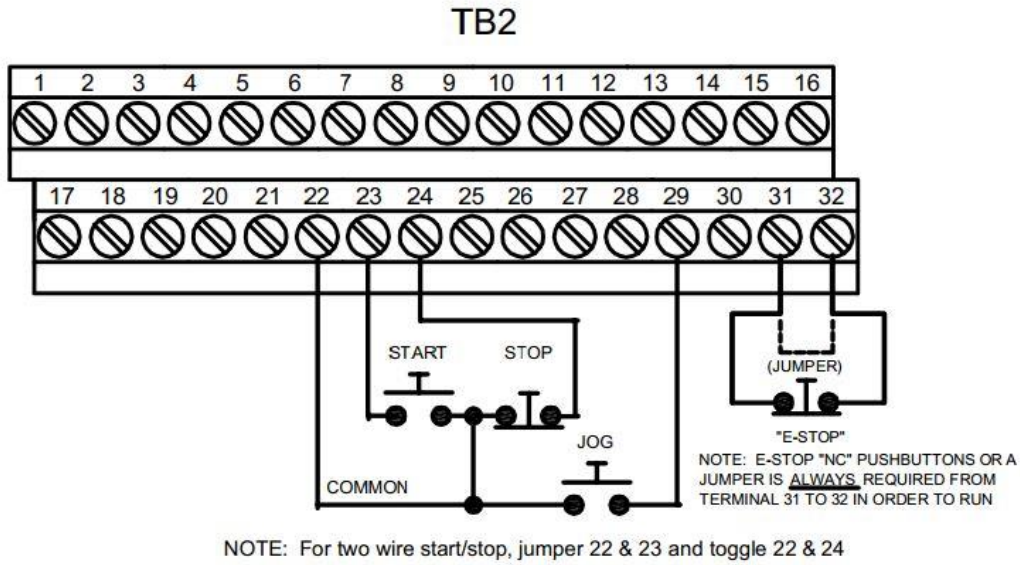 TB2
1 2 3 4 5 6 7 8 9 10 11 12 13 14 15 16
17 18 19 20 21 22 23 24 25 26 27 28 29 30 31 32
START STOP
(JUMPER)
"E-STOP"
JOG
NOTE: E-STOP "NC" PUSHBUTTONS OR A
JUMPER IS ALWAYS REQUIRED FROM
TERMINAL 31 TO 32 IN ORDER TO RUN
COMMON
NOTE: For two wire start/stop, jumper 22 & 23 and toggle 22 & 24